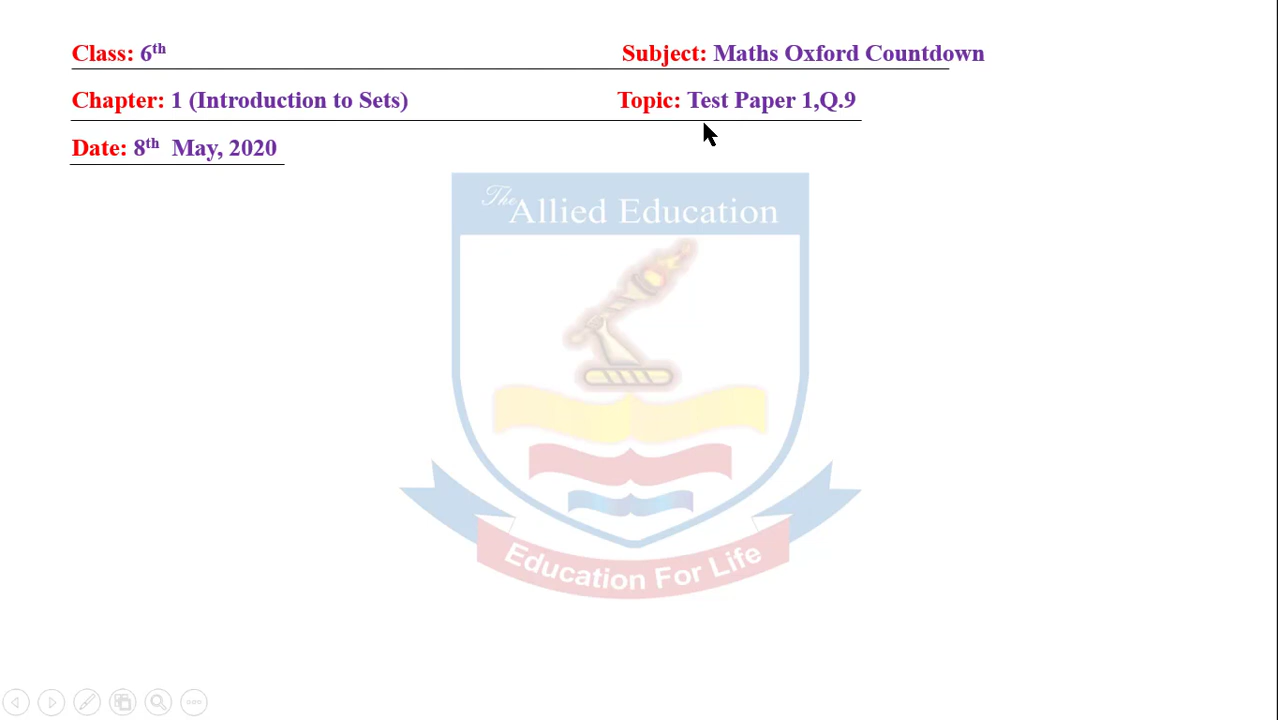 Class: 6th Subject: Maths Oxford Countdown
Chapter: 1 (Introduction to Sets) Topic: Test Paper 1,Q.9
Date: 8th May, 2020
The Allied Education
Education For Life